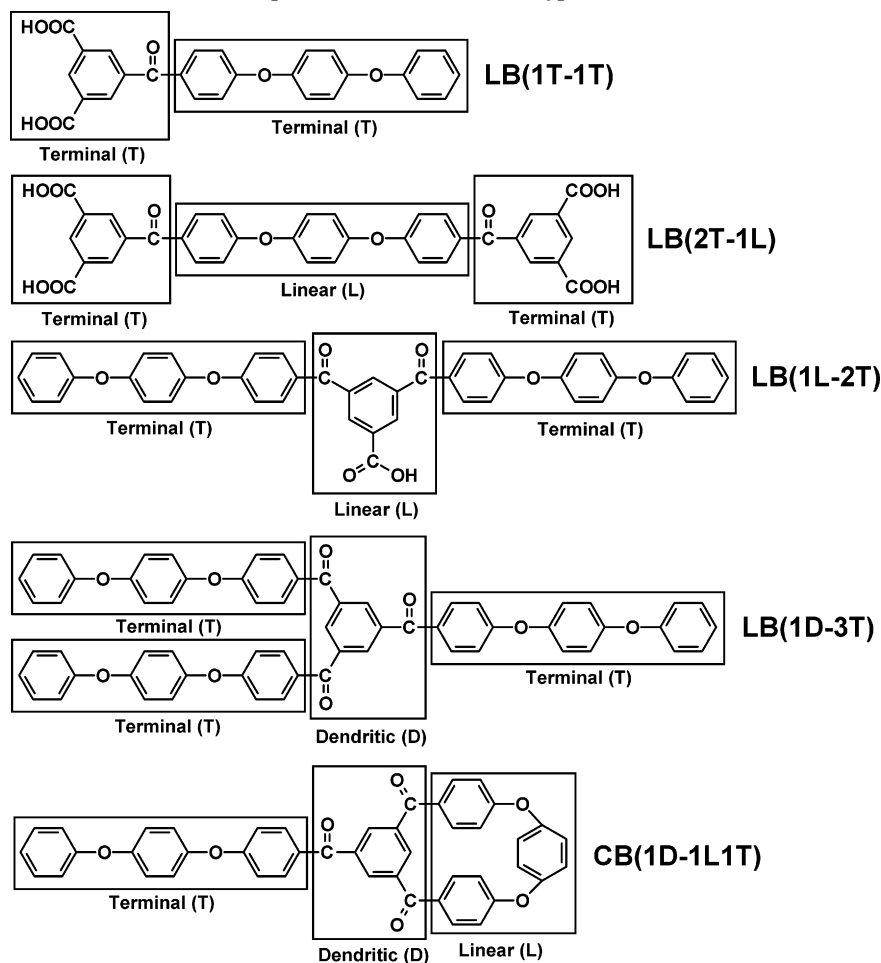 HOOC
O
C O O LB(1T-1T)
HOOC
Terminal (T)
Terminal (T)
HOOC O O COOH
C O O C LB(2T-1L)
HOOC COOH
Linear (L)
Terminal (T) Terminal (T)
O O
O O C C O O LB(1L-2T)
Terminal (T) Terminal (T)
C
O OH
Linear (L)
O
O O C
O
Terminal (T) C O O LB(1D-3T)
O O C Terminal (T)
O
Terminal (T)
Dendritic (D)
O
C O
O
O O C CB(1D-1L1T)
Terminal (T) C O
O
Dendritic (D) Linear (L)